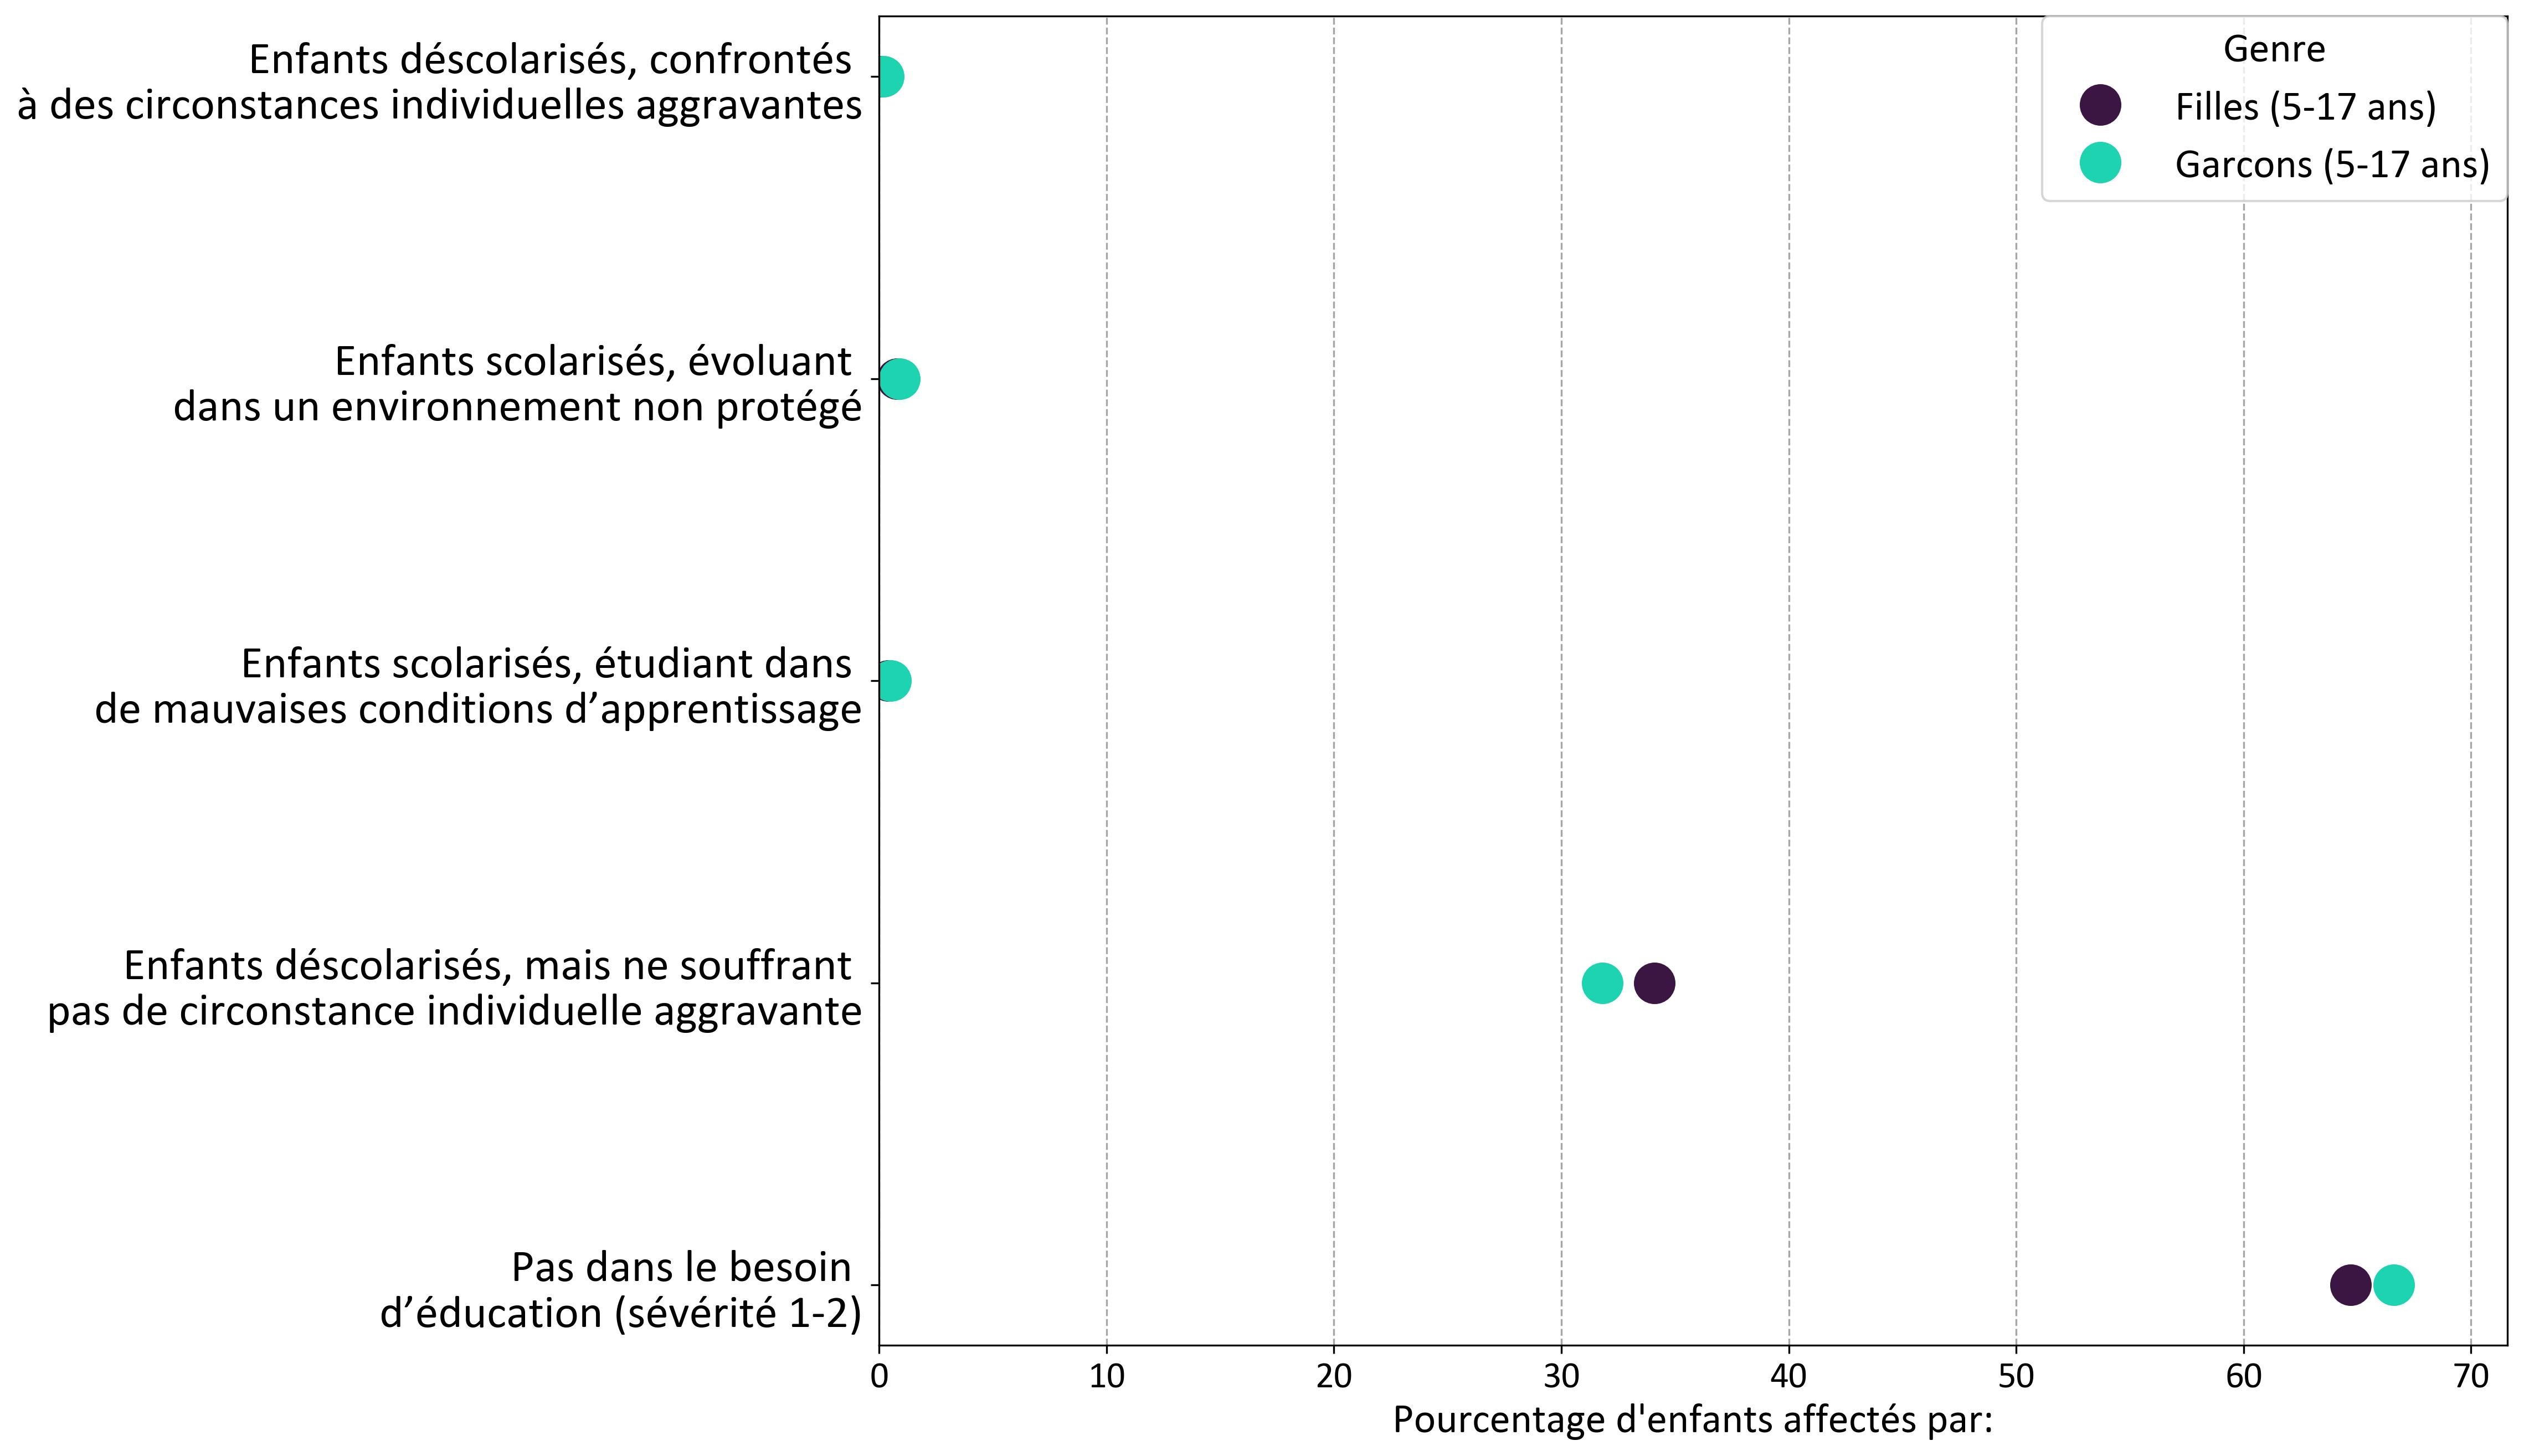 Enfants déscolarisés, confrontés
à des circonstances individuelles aggravantes
Enfants scolarisés, évoluant
dans un environnement non protégé
Enfants scolarisés, étudiant dans
de mauvaises conditions d’apprentissage
Enfants déscolarisés, mais ne souffrant
pas de circonstance individuelle aggravante
Pas dans le besoin
d’éducation (sévérité 1-2)
Genre
Filles (5-17 ans)
Garcons (5-17 ans)
0 10 20 30 40 50 60 70
Pourcentage d'enfants affectés par: